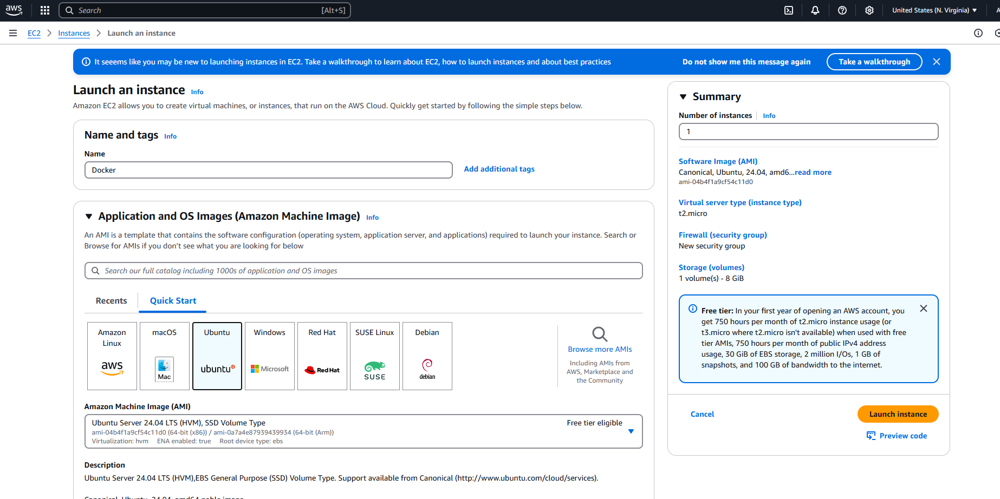 aws
Search
[Alt+S]
United States (N. Virginia)
EC2
Instances
Launch an instance
It seeems like you may be new to launching instances in EC2. Take a walkthrough to learn about EC2, how to launch instances and about best practices
Do not show me this message again
Take a walkthrough
Launch an instance Info
Amazon EC2 allows you to create virtual machines, or instances, that run on the AWS Cloud. Quickly get started by following the simple steps below.
Name and tags Info
Name
Docker
Add additional tags
Application and OS Images (Amazon Machine Image) Info
An AMI is a template that contains the software configuration (operating system, application server, and applications) required to launch your instance. Search or
Browse for AMIs if you don't see what you are looking for below
Search our full catalog including 1000s of application and OS images
Recents
Quick Start
Amazon
Linux
aws
macOS
Mac
Ubuntu
ubuntu
Windows
Microsoft
Red Hat
Red Hat
SUSE Linux
SUSE
Debian
debian
Browse more AMIs
Including AMIs from
AWS, Marketplace and
the Community
Amazon Machine Image (AMI)
Ubuntu Server 24.04 LTS (HVM), SSD Volume Type
Free tier eligible
ami-04b4f1a9cf54c11d0 (64-bit (x86)) / ami-0a7a4e87939439934 (64-bit (Arm))
Virtualization: hvm ENA enabled: true Root device type: ebs
Description
Ubuntu Server 24.04 LTS (HVM),EBS General Purpose (SSD) Volume Type. Support available from Canonical (http://www.ubuntu.com/cloud/services).
Canonical, Ubuntu, 24.04, amd64 noble image
Summary
Number of instances
Info
1
Software Image (AMI)
Canonical, Ubuntu, 24.04, amd6...read more
ami-04b4f1a9cf54c11d0
Virtual server type (instance type)
t2.micro
Firewall (security group)
New security group
Storage (volumes)
1 volume(s) - 8 GiB
Free tier: In your first year of opening an AWS account, you
get 750 hours per month of t2.micro instance usage (or
t3.micro where t2.micro isn't available) when used with free
tier AMIs, 750 hours per month of public IPv4 address
usage, 30 GiB of EBS storage, 2 million I/Os, 1 GB of
snapshots, and 100 GB of bandwidth to the internet.
Cancel
Launch instance
Preview code